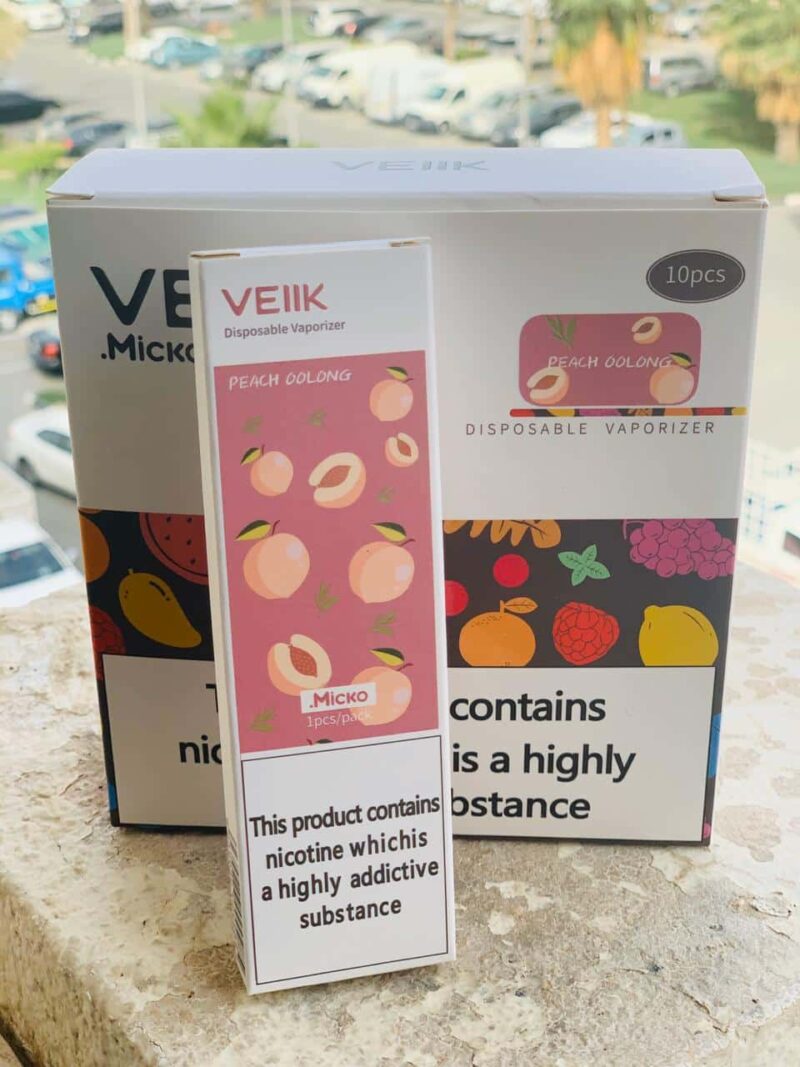 VEIIK
VEIIK
Disposable Vaporizer
PEACH OOLONG
.Micko
1pcs/pack
This product contains
nicotine whichis
a highly addictive
substance
VE
.Micko
10pcs
PEACH OOLONG
DISPOSABLE VAPORIZER
contains
is a highly